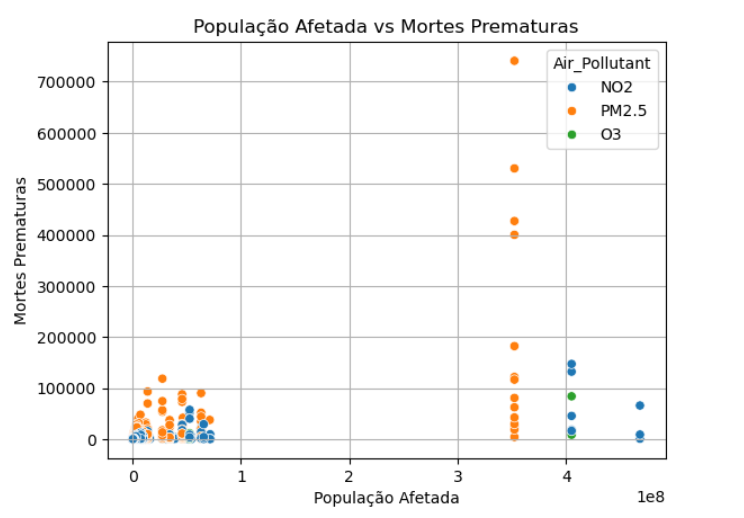 População Afetada vs Mortes Prematuras
Air_Pollutant
NO2
PM2.5
O3
Mortes Prematuras
700000
600000
500000
400000
300000
200000
100000
0
0 1 2 3 4
1e8
População Afetada